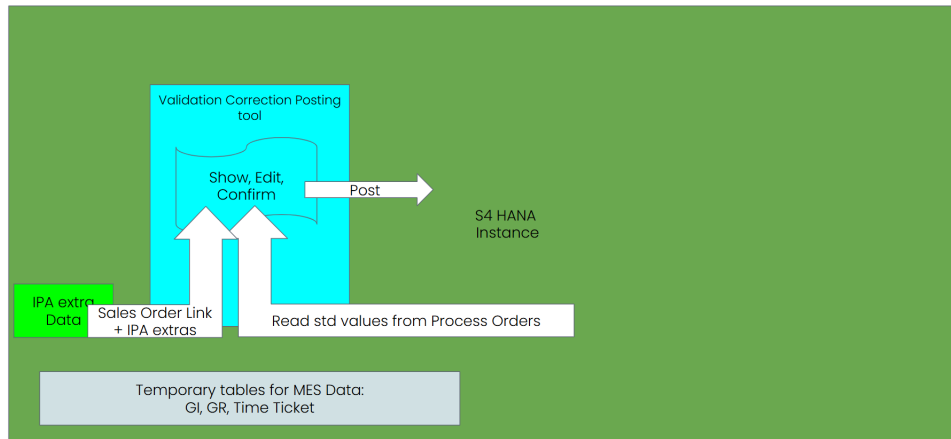 Validation Correction Posting
tool
Show, Edit,
Confirm
Post
S4 HANA
Instance
IPA extra
Data
Sales Order Link
+ IPA extras
Read std values from Process Orders
Temporary tables for MES Data:
GI, GR, Time Ticket